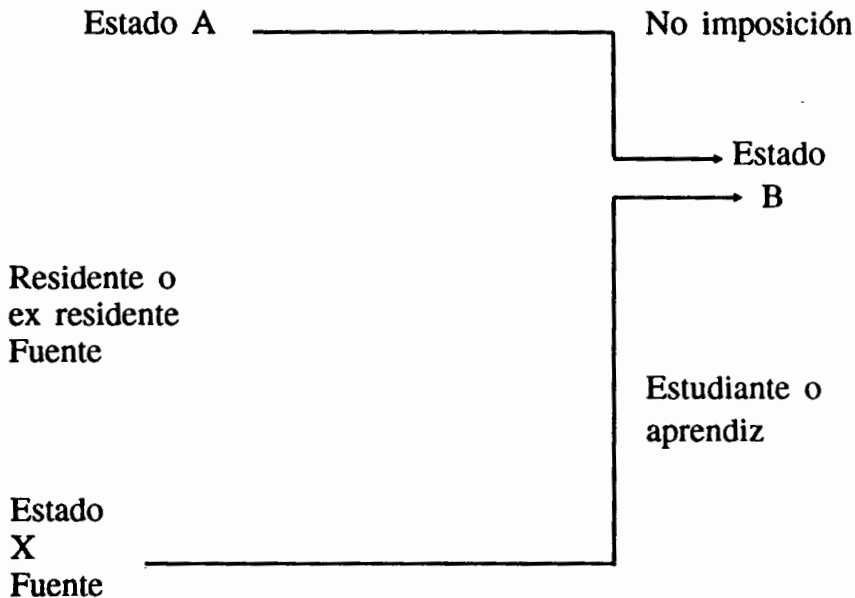 Estado A
No imposición
Estado
B
Residente o
ex residente
Fuente
Estudiante o
aprendiz
Estado
X
Fuente